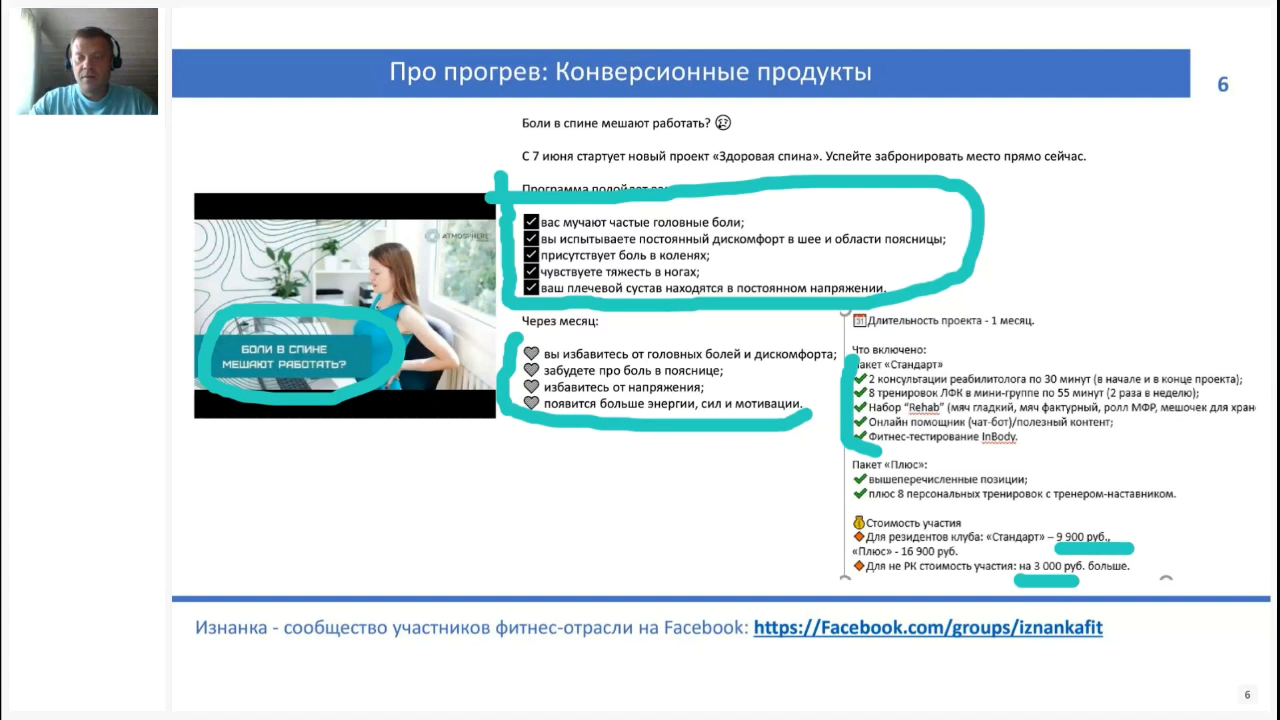 Про прогрев: Конверсионные продукты
6
Боли в спине мешают работать?
С 7 июня стартует новый проект «Здоровая спина». Успейте забронировать место прямо сейчас.
Программа подойдет
вас мучают частые головные боли;
вы испытываете постоянный дискомфорт в шее и области поясницы;
присутствует боль в коленях;
чувствуете тяжесть в ногах;
ваш плечевой сустав находятся в постоянном напряжении.
ATMOSPHERE
БОЛИ В СПИНЕ
МЕШАЮТ РАБОТАТЬ?
Через месяц:
вы избавитесь от головных болей и дискомфорта;
забудете про боль в пояснице;
избавитесь от напряжения;
появится больше энергии, сил и мотивации.
31 Длительность проекта - 1 месяц.
Что включено:
Пакет «Стандарт»
2 консультации реабилитолога по 30 минут (в начале и в конце проекта);
8 тренировок ЛФК в мини-группе по 55 минут (2 раза в неделю);
Набор “Rehab” (мяч гладкий, мяч фактурный, ролл МФР, мешочек для хран
Онлайн помощник (чат-бот)/полезный контент;
Фитнес-тестирование InBody.
Пакет «Плюс»:
вышеперечисленные позиции;
плюс 8 персональных тренировок с тренером-наставником.
Стоимость участия
Для резидентов клуба: «Стандарт» – 9 900 руб.,
«Плюс» - 16 900 руб.
Для не РК стоимость участия: на 3 000 руб. больше.
Изнанка - сообщество участников фитнес-отрасли на Facebook: https://Facebook.com/groups/iznankafit
6